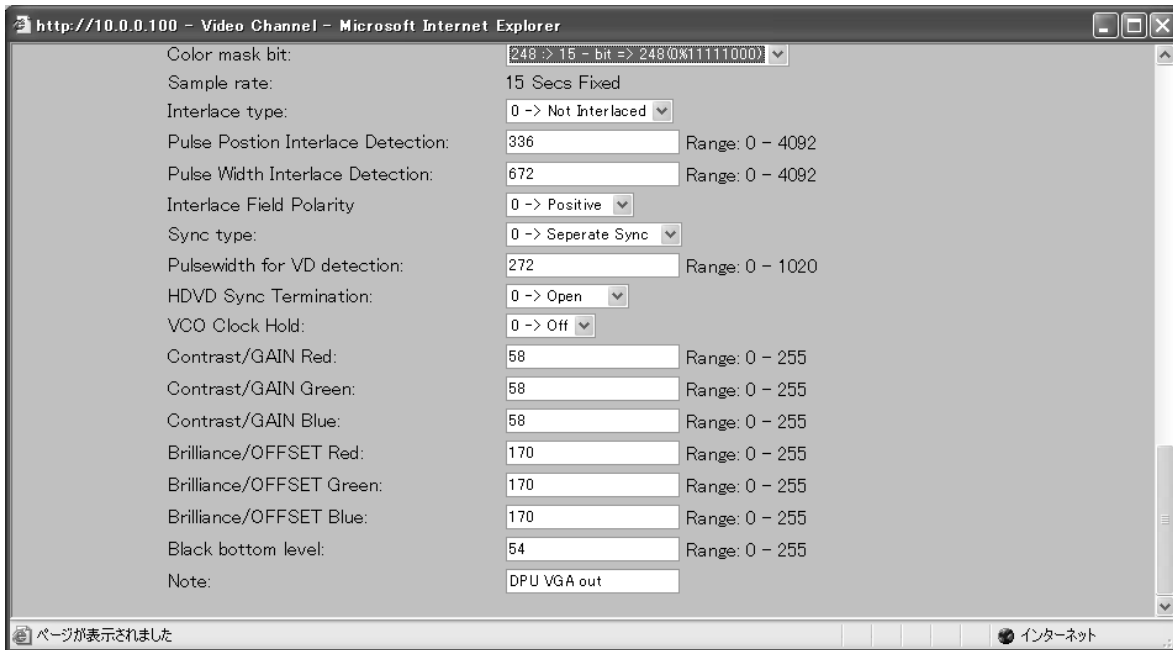 http://10.0.0.100 - Video Channel - Microsoft Internet Explorer
Color mask bit: 248 :> 15 - bit => 248(0%11111000)
Sample rate: 15 Secs Fixed
Interlace type: 0 -> Not Interlaced
Pulse Postion Interlace Detection: 336 Range: 0 - 4092
Pulse Width Interlace Detection: 672 Range: 0 - 4092
Interlace Field Polarity 0 -> Positive
Sync type: 0 -> Seperate Sync
Pulsewidth for VD detection: 272 Range: 0 - 1020
HDVD Sync Termination: 0 -> Open
VCO Clock Hold: 0 -> Off
Contrast/GAIN Red: 58 Range: 0 - 255
Contrast/GAIN Green: 58 Range: 0 - 255
Contrast/GAIN Blue: 58 Range: 0 - 255
Brilliance/OFFSET Red: 170 Range: 0 - 255
Brilliance/OFFSET Green: 170 Range: 0 - 255
Brilliance/OFFSET Blue: 170 Range: 0 - 255
Black bottom level: 54 Range: 0 - 255
Note: DPU VGA out
ページが表示されました インターネット